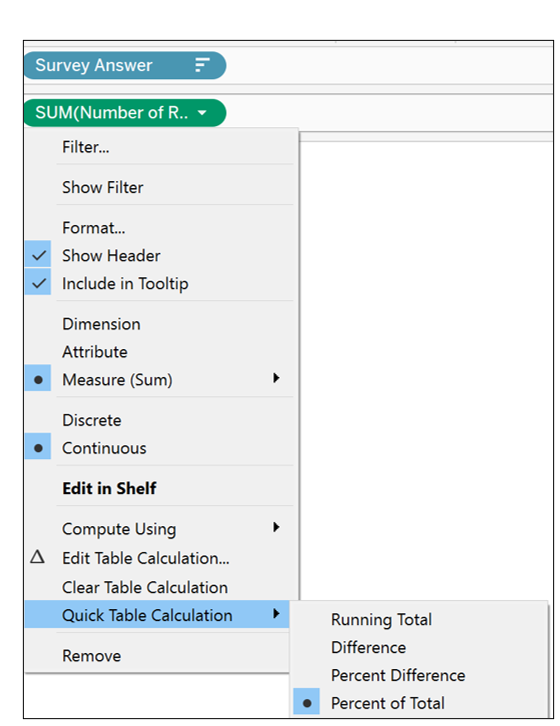 Survey Answer
SUM(Number of R..
Filter...
Show Filter
Format...
Show Header
Include in Tooltip
Dimension
Attribute
Measure (Sum)
Discrete
Continuous
Edit in Shelf
Compute Using
Edit Table Calculation...
Clear Table Calculation
Quick Table Calculation
Remove
Running Total
Difference
Percent Difference
Percent of Total